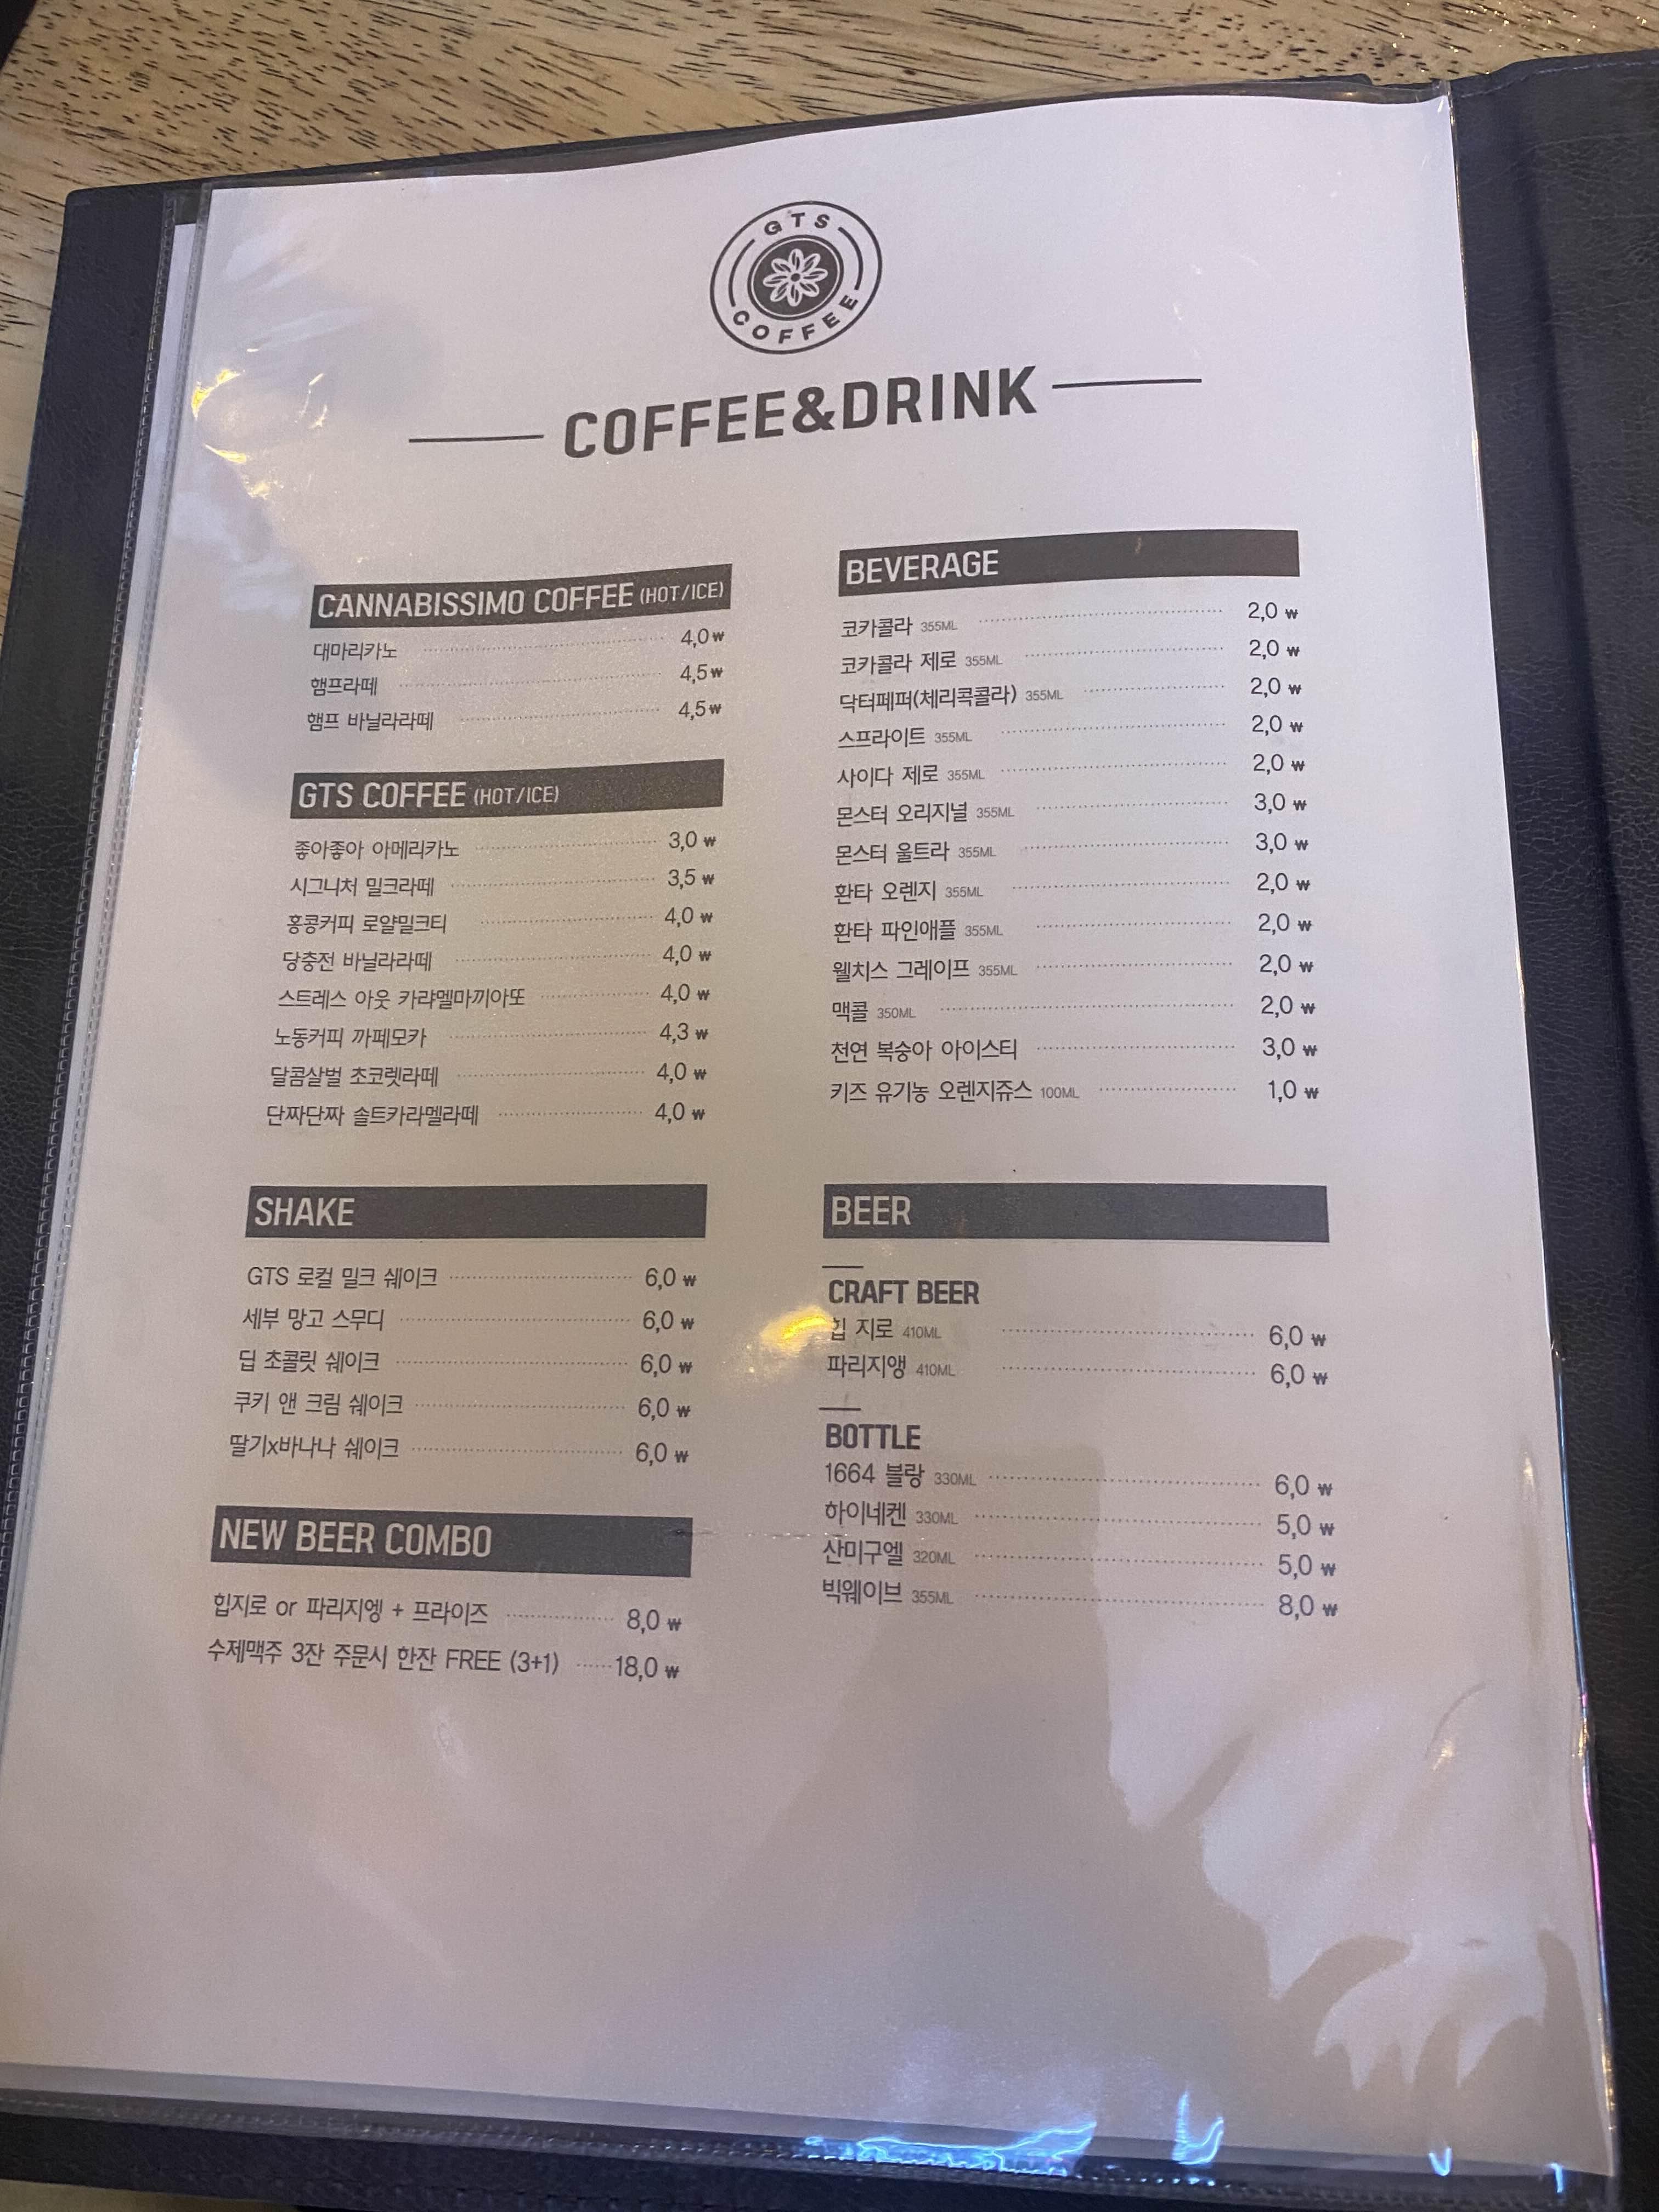 GTS
COFFEE
COFFEE&DRINK
CANNABISSIMO COFFEE (HOT/ICE)
대마리카노 4,0₩
햄프라떼 4,5₩
햄프 바닐라라떼 4,5₩
GTS COFFEE (HOT/ICE)
좋아좋아 아메리카노 3,0 ₩
시그니처 밀크라떼 3,5 ₩
홍콩커피 로얄밀크티 4,0 ₩
당충전 바닐라라떼 4,0 ₩
스트레스 아웃 카랴멜마끼아또 4,0 ₩
노동커피 까페모카 4,3 ₩
달콤살벌 초코렛라떼 4,0 ₩
단짜단짜 솔트카라멜라떼 4,0 ₩
SHAKE
GTS 로컬 밀크 쉐이크 6,0 ₩
세부 망고 스무디 6,0 ₩
딥 초콜릿 쉐이크 6,0 ₩
쿠키 앤 크림 쉐이크 6,0 ₩
딸기x바나나 쉐이크 6,0 ₩
NEW BEER COMBO
힙지로 or 파리지엥 + 프라이즈 8,0 ₩
수제맥주 3잔 주문시 한잔 FREE (3+1) 18,0 ₩
BEVERAGE
코카콜라 355ML 2,0 ₩
코카콜라 제로 355ML 2,0 ₩
닥터페퍼(체리콕콜라) 355ML 2,0 ₩
스프라이트 355ML 2,0 ₩
사이다 제로 355ML 2,0 ₩
몬스터 오리지널 355ML 3,0 ₩
몬스터 울트라 355ML 3,0 ₩
환타 오렌지 355ML 2,0 ₩
환타 파인애플 355ML 2,0 ₩
웰치스 그레이프 355ML 2,0 ₩
맥콜 350ML 2,0 ₩
천연 복숭아 아이스티 3,0 ₩
키즈 유기농 오렌지쥬스 100ML 1,0 ₩
BEER
CRAFT BEER
힙 지로 410ML 6,0 ₩
파리지앵 410ML 6,0 ₩
BOTTLE
1664 블랑 330ML 6,0 ₩
하이네켄 330ML 5,0 ₩
산미구엘 320ML 5,0 ₩
빅웨이브 355ML 8,0 ₩